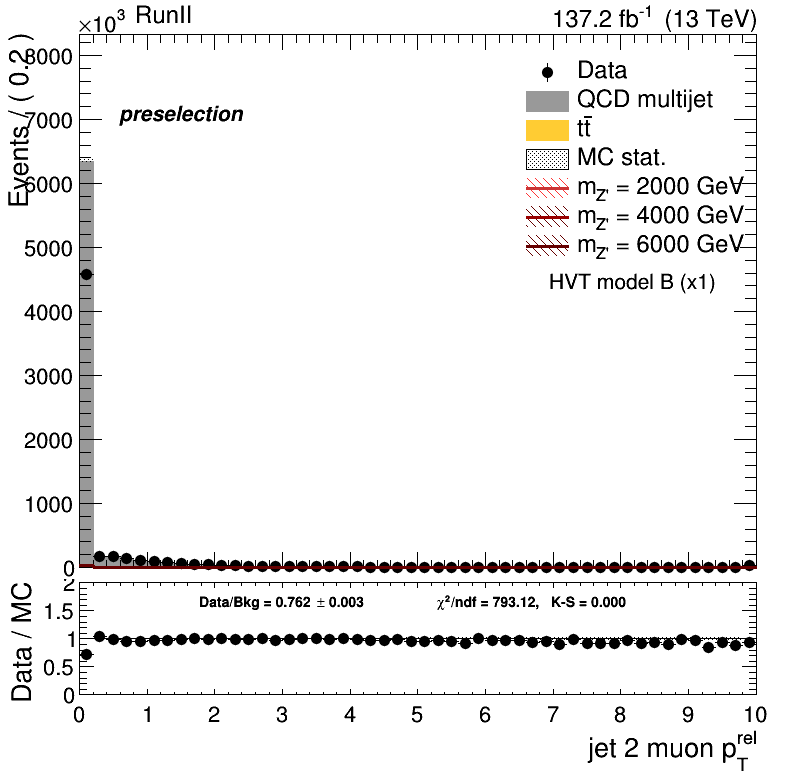 ×10³ RunII 137.2 fb⁻¹ (13 TeV)
Events / ( 0.2 )
8000
7000
6000
5000
4000
3000
2000
1000
0
preselection
Data
QCD multijet
tt̄
MC stat.
m_Z' = 2000 GeV
m_Z' = 4000 GeV
m_Z' = 6000 GeV
HVT model B (x1)
Data / MC
2
1.5
1
0.5
0
Data/Bkg = 0.762 ± 0.003 χ²/ndf = 793.12, K-S = 0.000
0 1 2 3 4 5 6 7 8 9 10
jet 2 muon p_T^rel